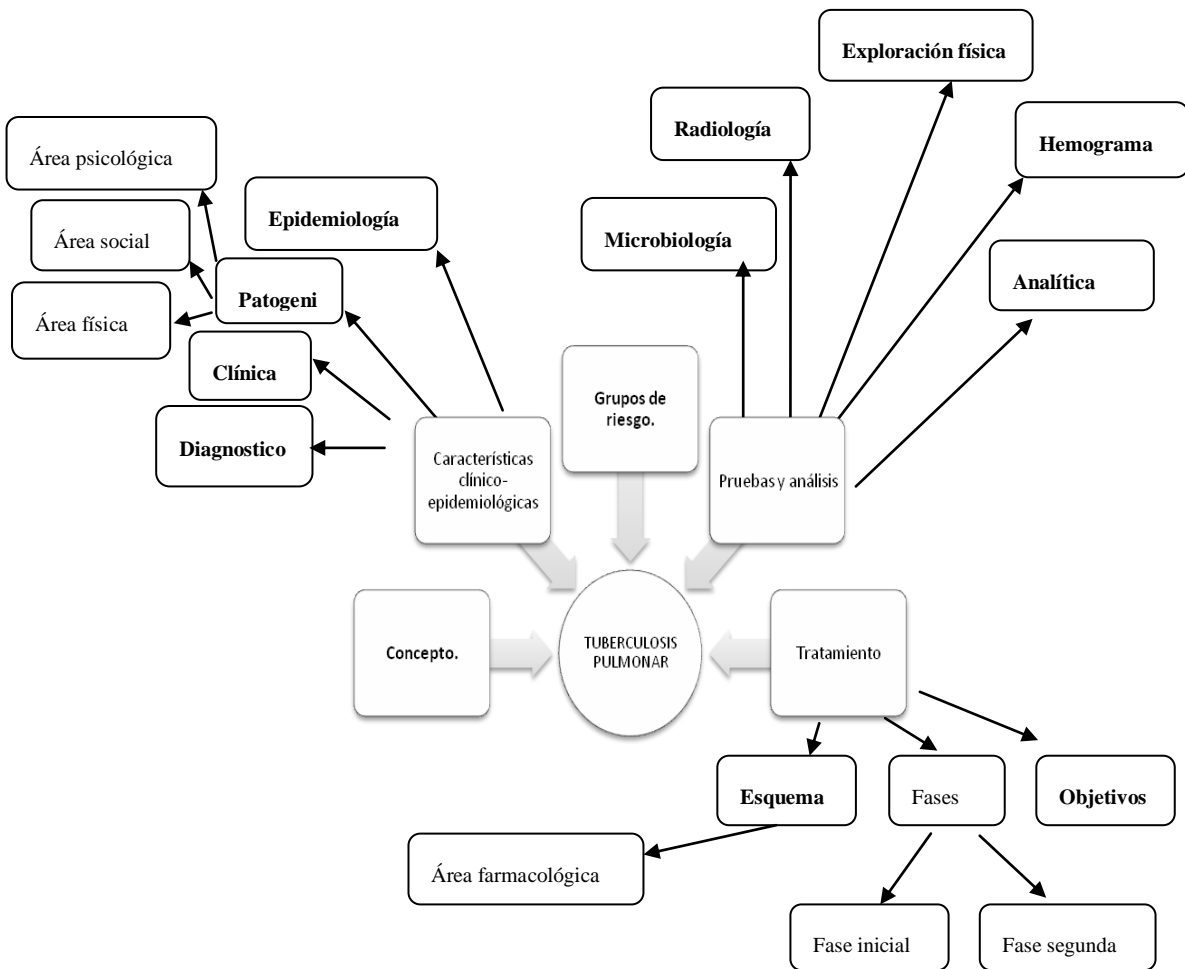 Exploración física
Radiología
Hemograma
Área psicológica
Epidemiología
Área social
Microbiología
Analítica
Patogeni
Área física
Clínica
Grupos de
riesgo.
Diagnostico
Características
clínico-
epidemiológicas
Pruebas y análisis
Concepto.
TUBERCULOSIS
PULMONAR
Tratamiento
Esquema
Fases
Objetivos
Área farmacológica
Fase inicial
Fase segunda